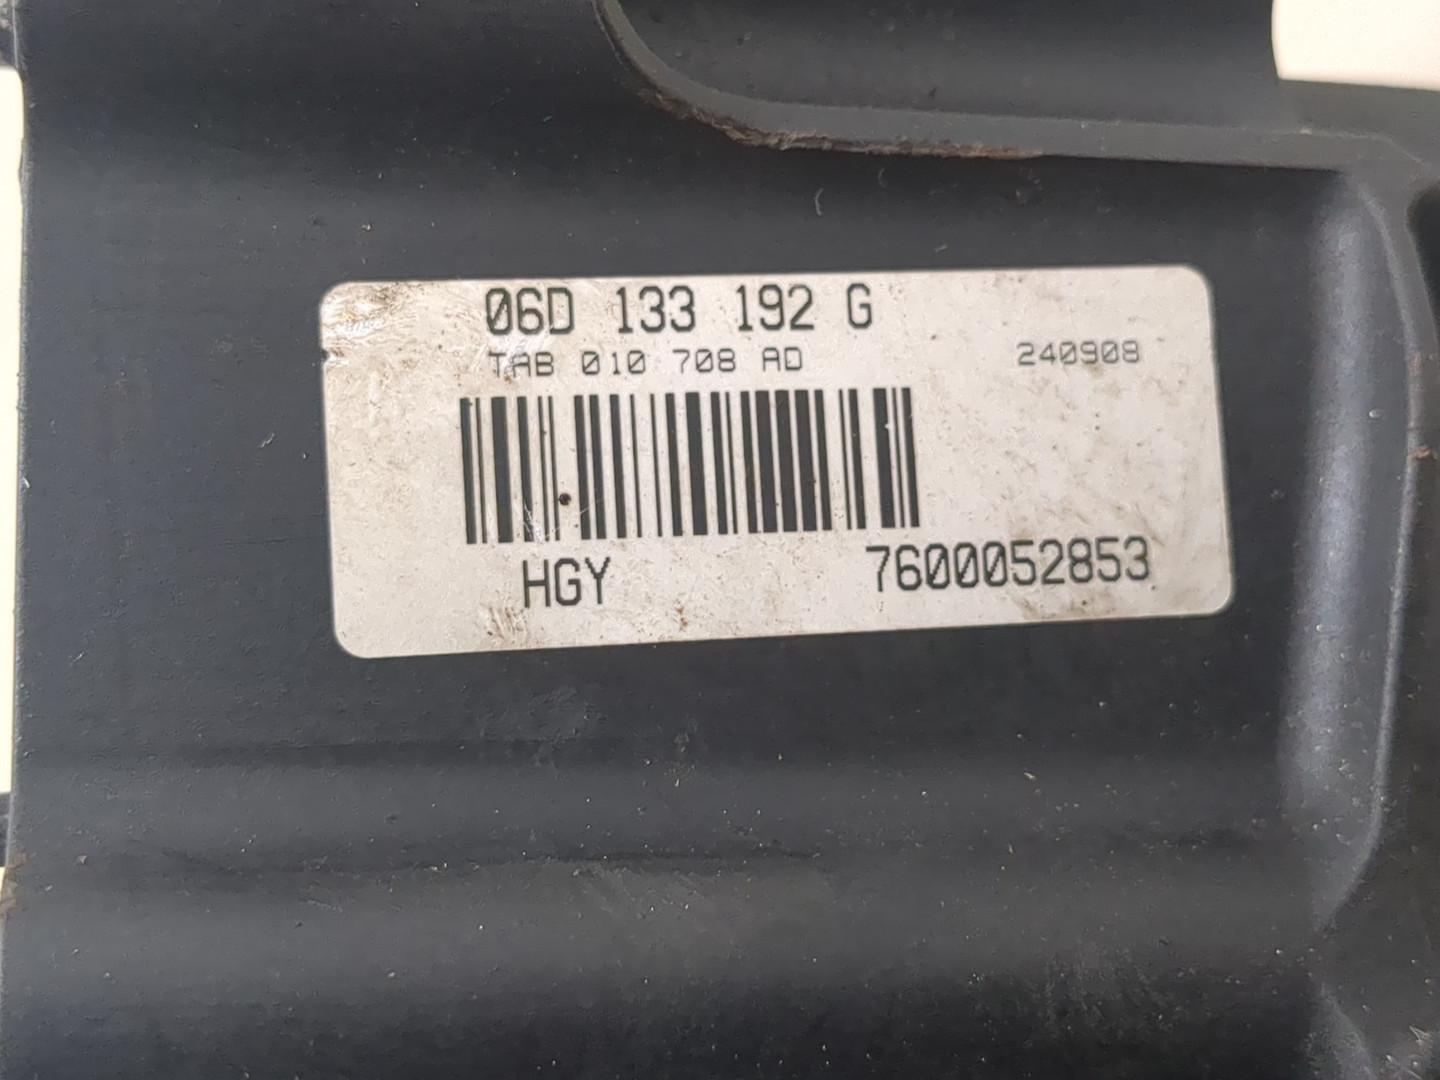 06D 133 192 G
TAB 010 708 AD 240908
HGY 7600052853